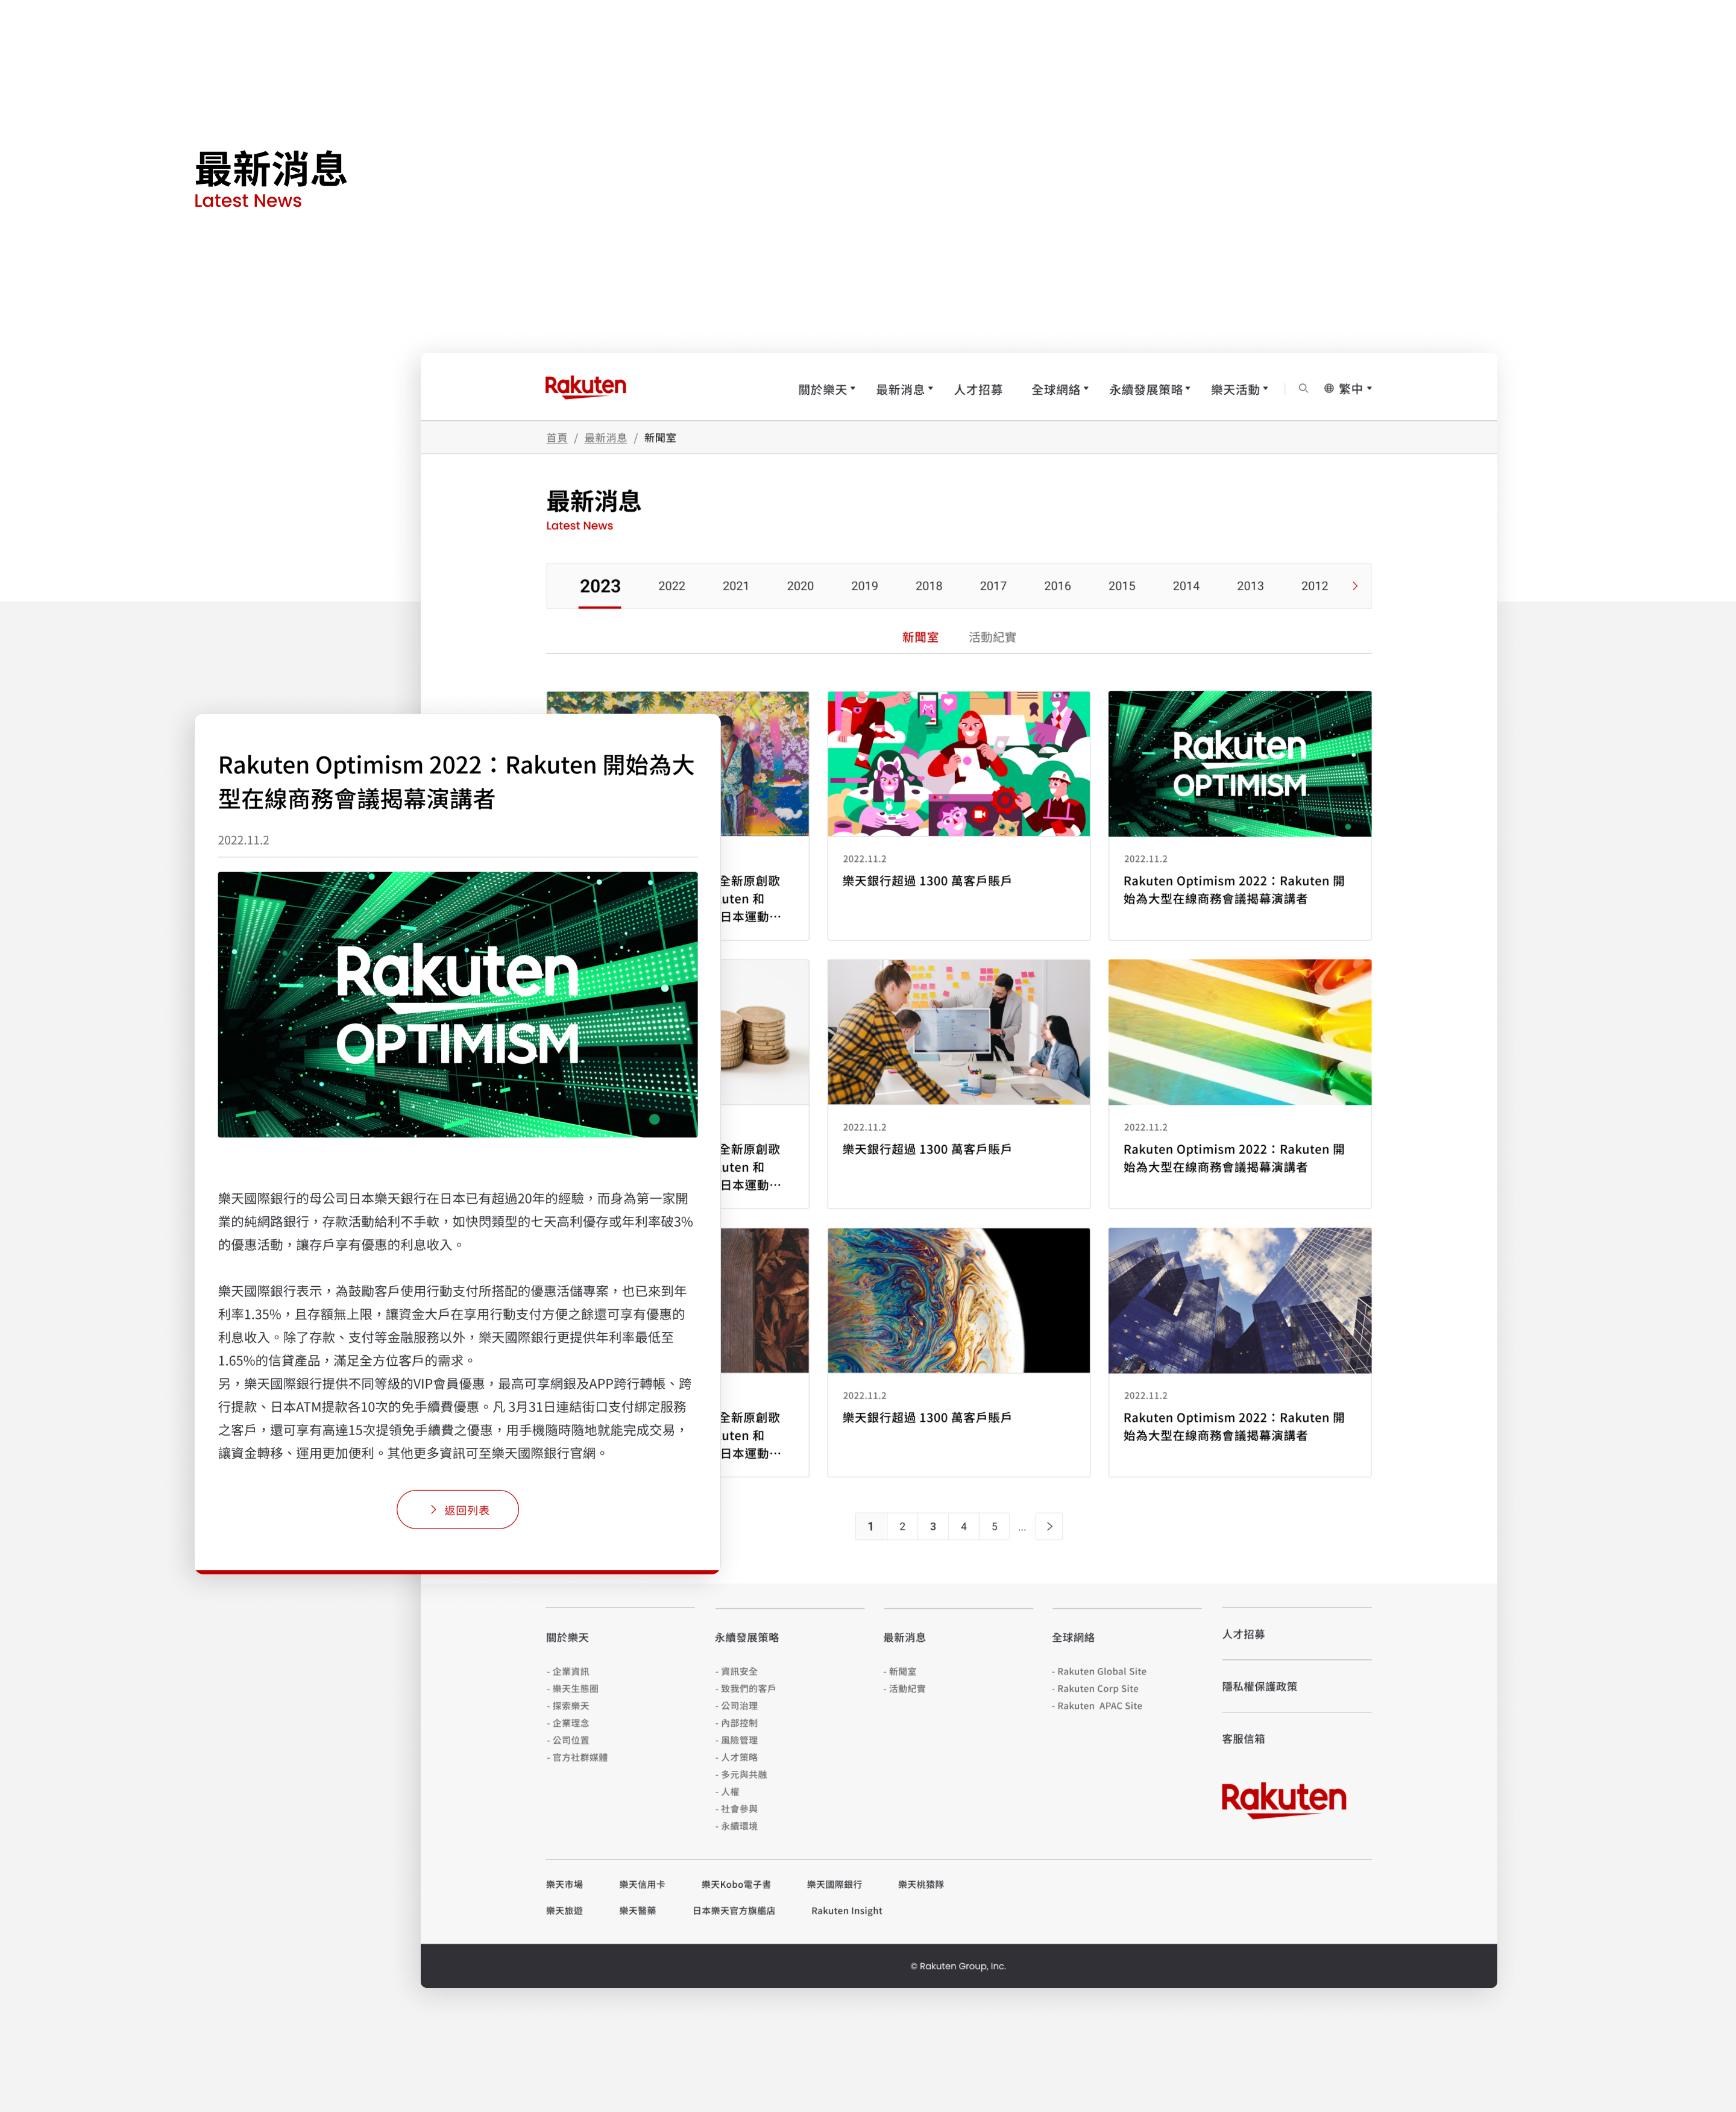 最新消息
Latest News
Rakuten
關於樂天
最新消息
人才招募
全球網絡
永續發展策略
樂天活動
繁中
首頁 / 最新消息 / 新聞室
最新消息
Latest News
2023 2022 2021 2020 2019 2018 2017 2016 2015 2014 2013 2012
新聞室 活動紀實
Rakuten Optimism 2022：Rakuten 開始為大
型在線商務會議揭幕演講者
2022.11.2
Rakuten
OPTIMISM
樂天國際銀行的母公司日本樂天銀行在日本已有超過20年的經驗，而身為第一家開
業的純網路銀行，存款活動給利不手軟，如快閃類型的七天高利優存或年利率破3%
的優惠活動，讓存戶享有優惠的利息收入。
樂天國際銀行表示，為鼓勵客戶使用行動支付所搭配的優惠活儲專案，也已來到年
利率1.35%，且存額無上限，讓資金大戶在享用行動支付方便之餘還可享有優惠的
利息收入。除了存款、支付等金融服務以外，樂天國際銀行更提供年利率最低至
1.65%的信貸產品，滿足全方位客戶的需求。
另，樂天國際銀行提供不同等級的VIP會員優惠，最高可享網銀及APP跨行轉帳、跨
行提款、日本ATM提款各10次的免手續費優惠。凡 3月31日連結街口支付綁定服務
之客戶，還可享有高達15次提領免手續費之優惠，用手機隨時隨地就能完成交易，
讓資金轉移、運用更加便利。其他更多資訊可至樂天國際銀行官網。
返回列表
全新原創歌
uten 和
日本運動…
2022.11.2
樂天銀行超過 1300 萬客戶賬戶
Rakuten
OPTIMISM
2022.11.2
Rakuten Optimism 2022：Rakuten 開
始為大型在線商務會議揭幕演講者
全新原創歌
uten 和
日本運動…
2022.11.2
樂天銀行超過 1300 萬客戶賬戶
2022.11.2
Rakuten Optimism 2022：Rakuten 開
始為大型在線商務會議揭幕演講者
全新原創歌
uten 和
日本運動…
2022.11.2
樂天銀行超過 1300 萬客戶賬戶
2022.11.2
Rakuten Optimism 2022：Rakuten 開
始為大型在線商務會議揭幕演講者
1 2 3 4 5 ...
關於樂天
- 企業資訊
- 樂天生態圈
- 探索樂天
- 企業理念
- 公司位置
- 官方社群媒體
永續發展策略
- 資訊安全
- 致我們的客戶
- 公司治理
- 內部控制
- 風險管理
- 人才策略
- 多元與共融
- 人權
- 社會參與
- 永續環境
最新消息
- 新聞室
- 活動紀實
全球網絡
- Rakuten Global Site
- Rakuten Corp Site
- Rakuten APAC Site
人才招募
隱私權保護政策
客服信箱
Rakuten
樂天市場 樂天信用卡 樂天Kobo電子書 樂天國際銀行 樂天桃猿隊
樂天旅遊 樂天醫藥 日本樂天官方旗艦店 Rakuten Insight
© Rakuten Group, Inc.